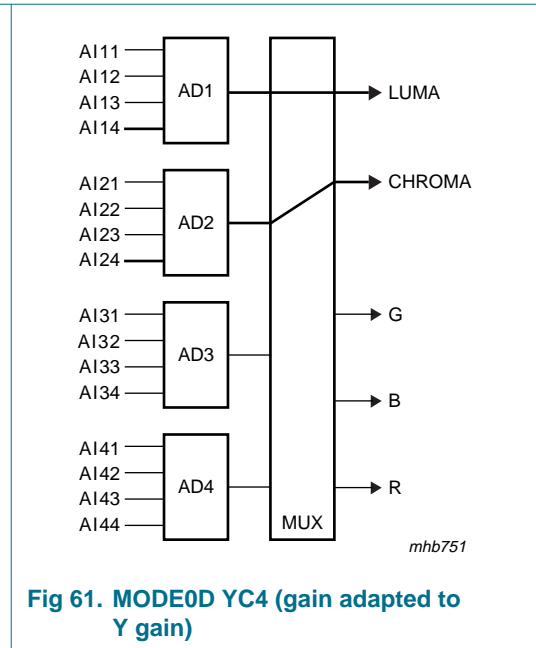 AI11
AI12
AI13
AI14
AD1
LUMA
AI21
AI22
AI23
AI24
AD2
CHROMA
AI31
AI32
AI33
AI34
AD3
G
B
AI41
AI42
AI43
AI44
AD4
R
MUX
mhb751
Fig 61. MODE0D YC4 (gain adapted to
Y gain)